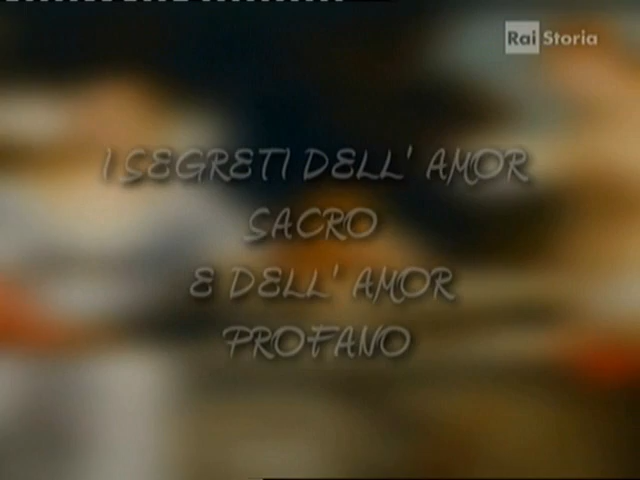 Rai Storia
I SEGRETI DELL' AMOR
SACRO
E DELL' AMOR
PROFANO